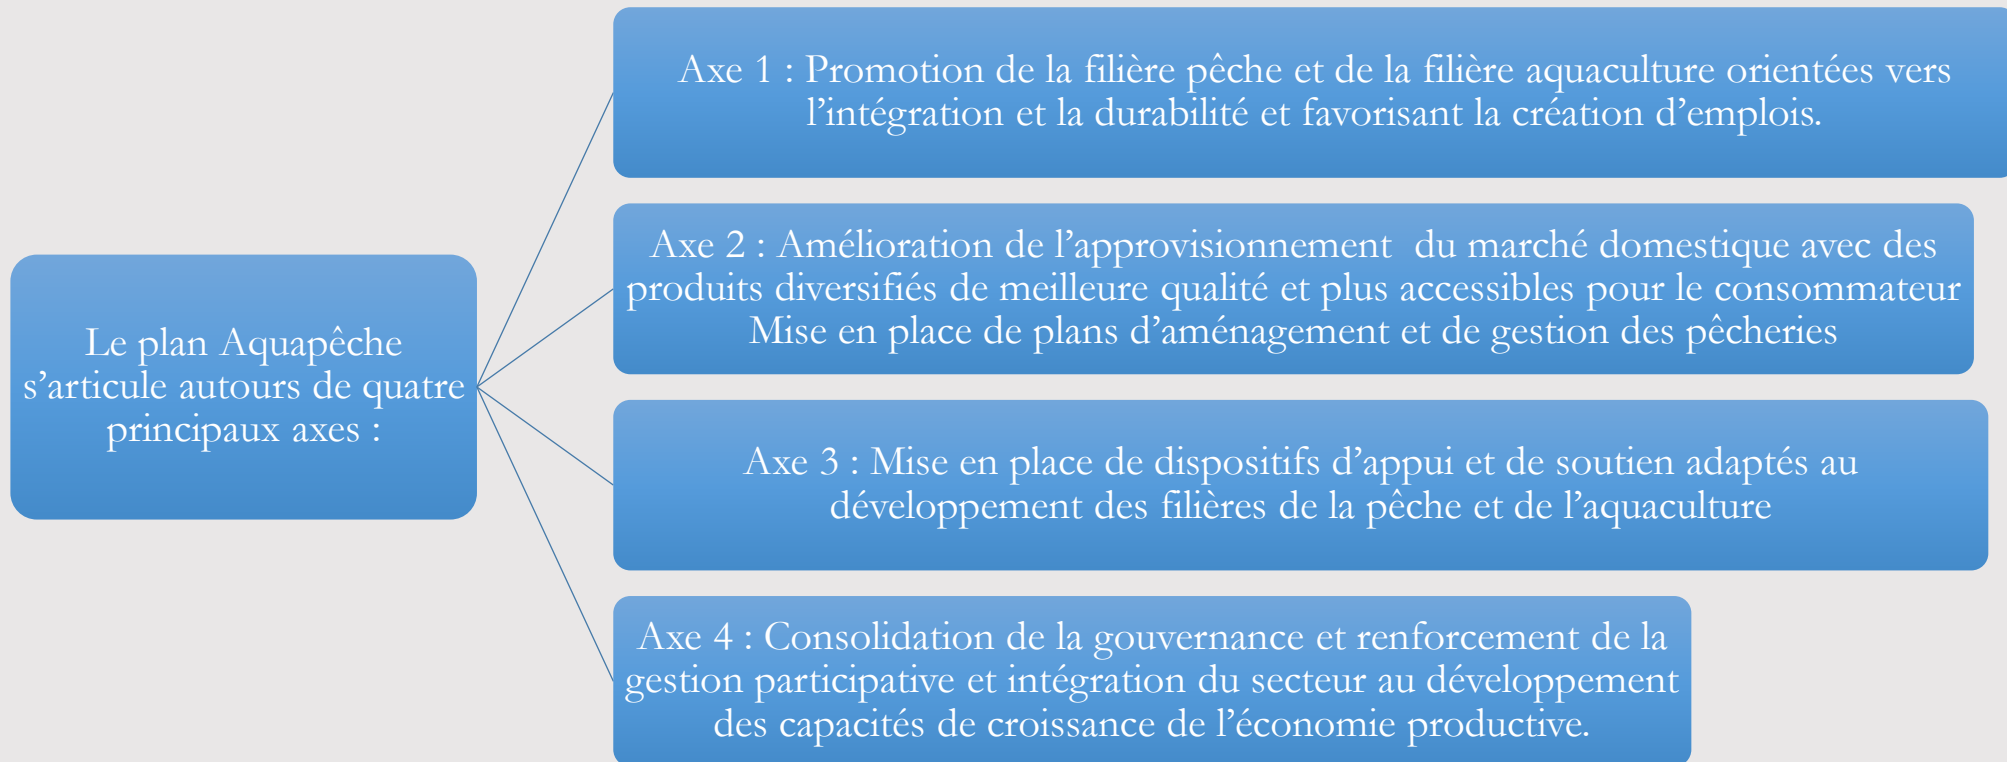 Le plan Aquapêche
s’articule autours de quatre
principaux axes :
Axe 1 : Promotion de la filière pêche et de la filière aquaculture orientées vers
l’intégration et la durabilité et favorisant la création d’emplois.
Axe 2 : Amélioration de l’approvisionnement  du marché domestique avec des
produits diversifiés de meilleure qualité et plus accessibles pour le consommateur
Mise en place de plans d’aménagement et de gestion des pêcheries
Axe 3 : Mise en place de dispositifs d’appui et de soutien adaptés au
développement des filières de la pêche et de l’aquaculture
Axe 4 : Consolidation de la gouvernance et renforcement de la
gestion participative et intégration du secteur au développement
des capacités de croissance de l’économie productive.